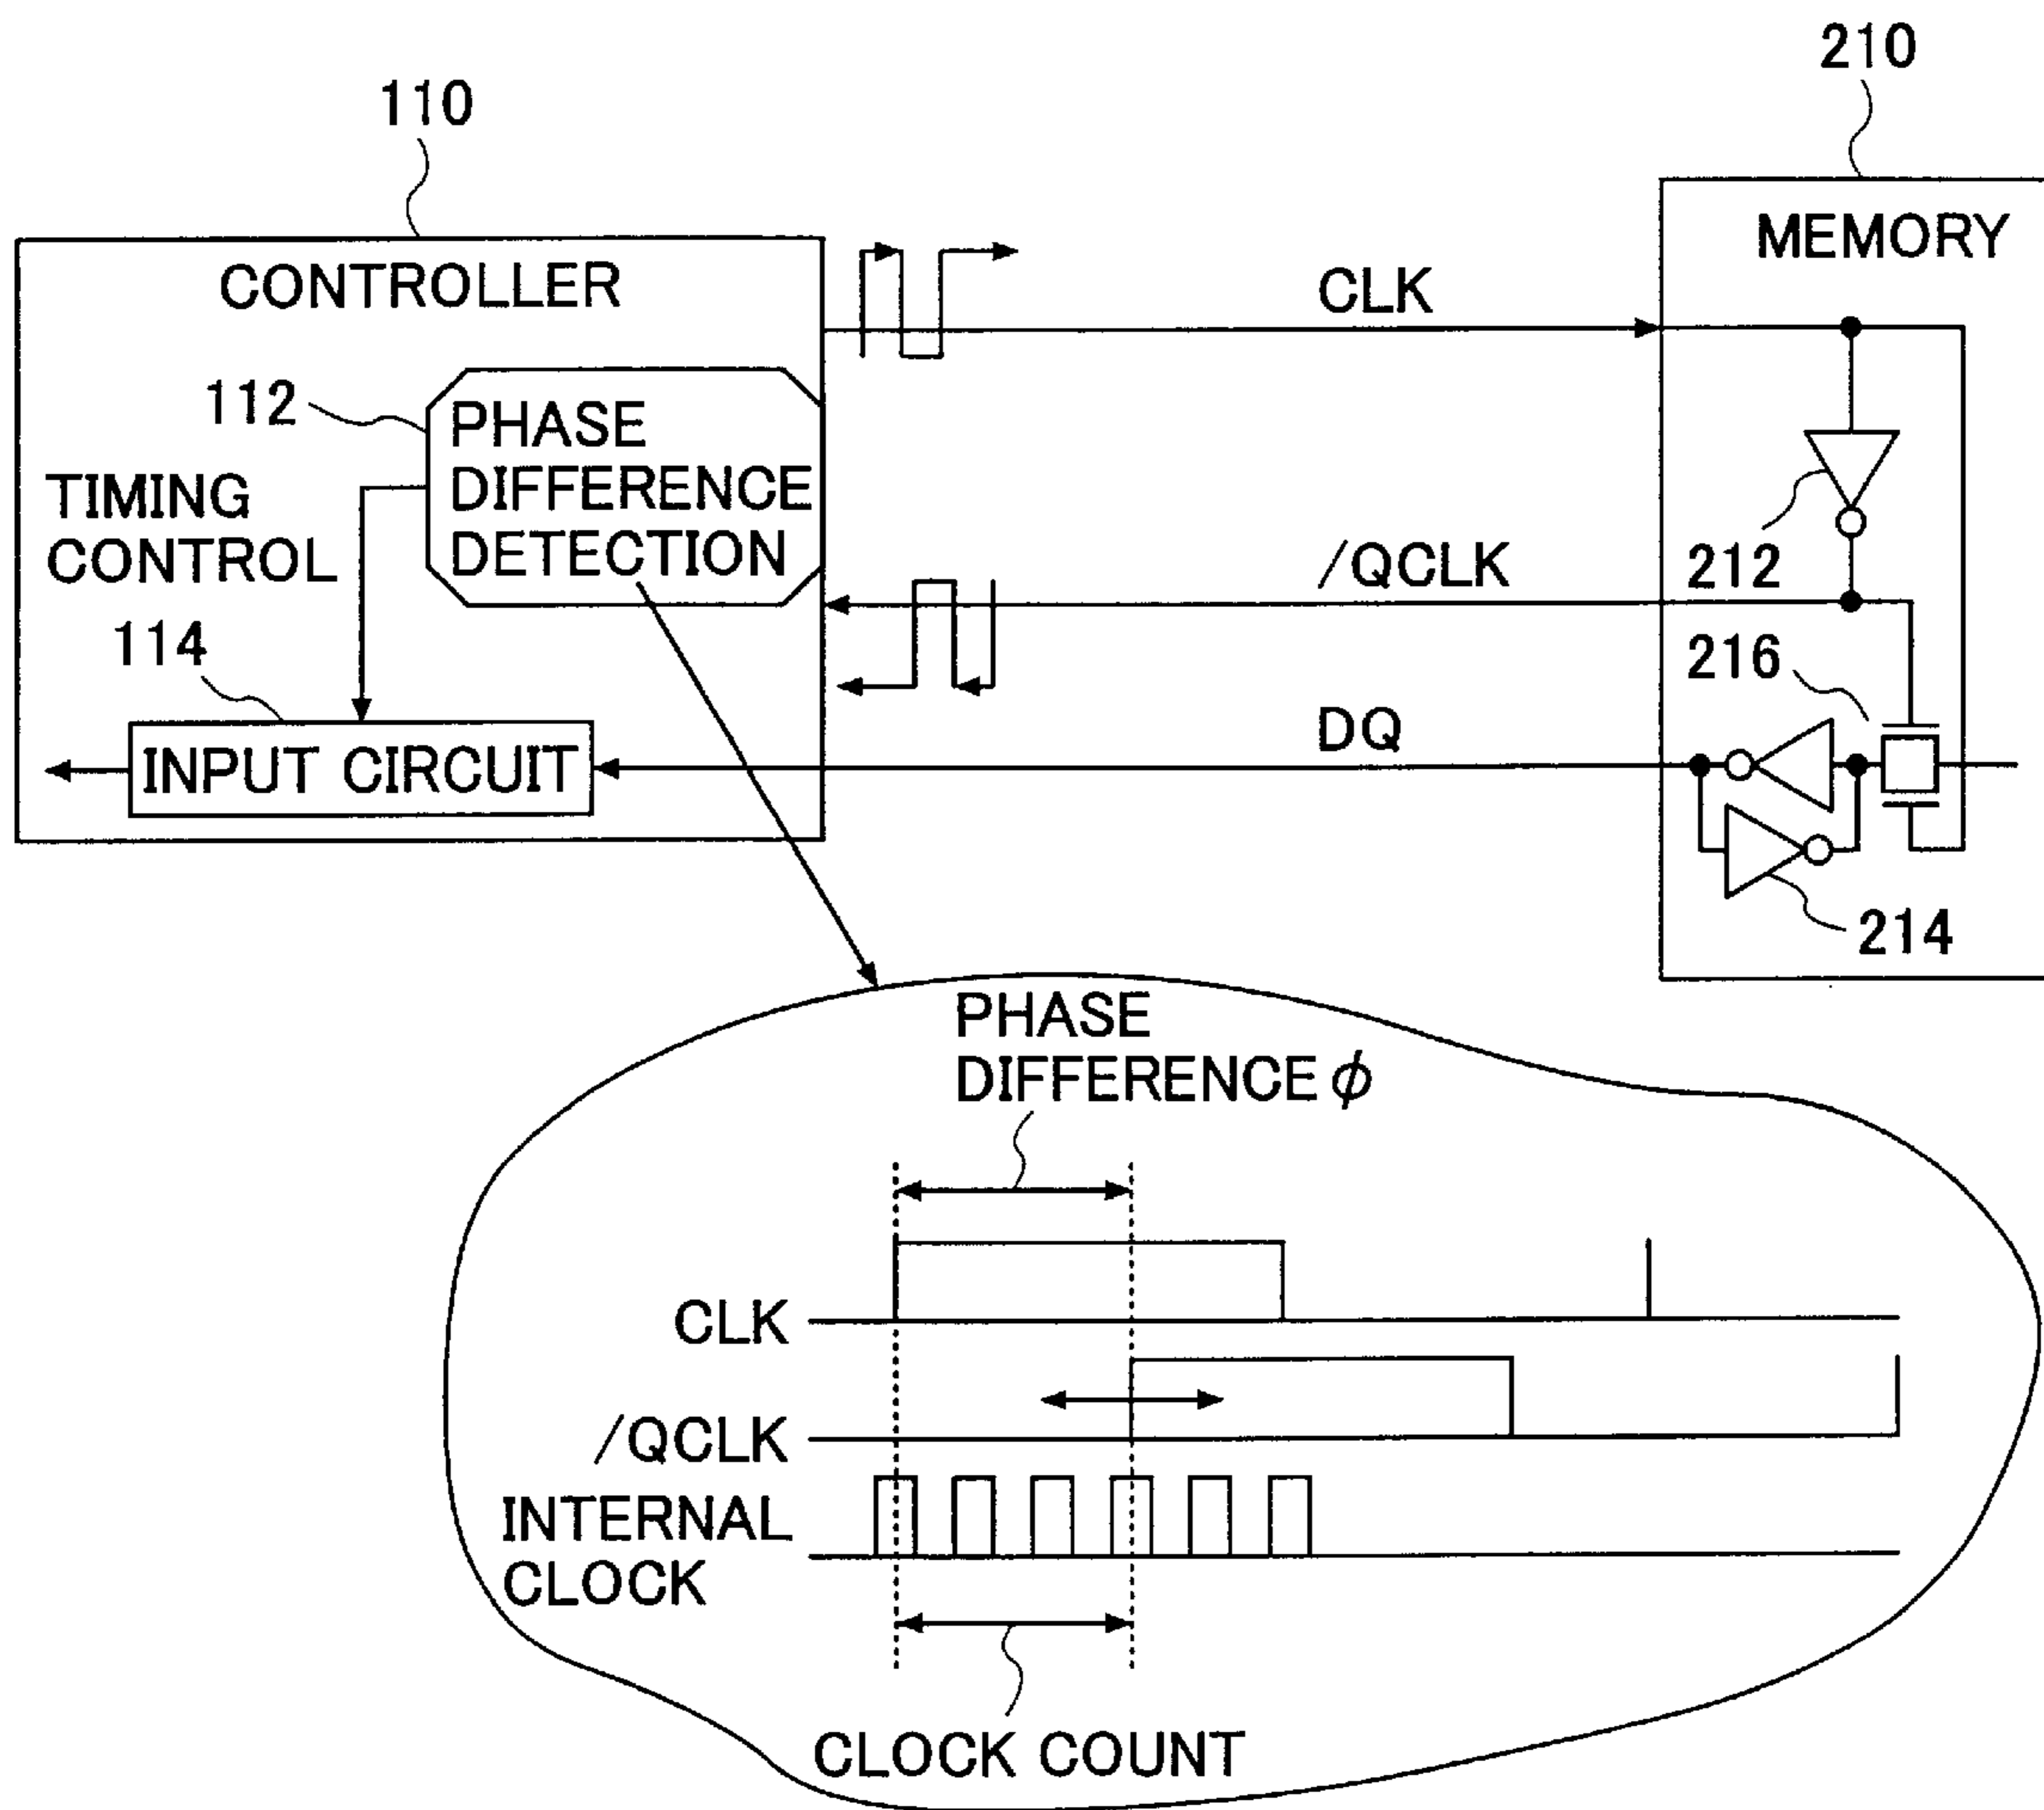 210
110
MEMORY
CONTROLLER
CLK
112
PHASE
DIFFERENCE
DETECTION
TIMING
CONTROL
/QCLK
212
114
216
DQ
INPUT CIRCUIT
214
PHASE
DIFFERENCE ϕ
CLK
/QCLK
INTERNAL
CLOCK
CLOCK COUNT